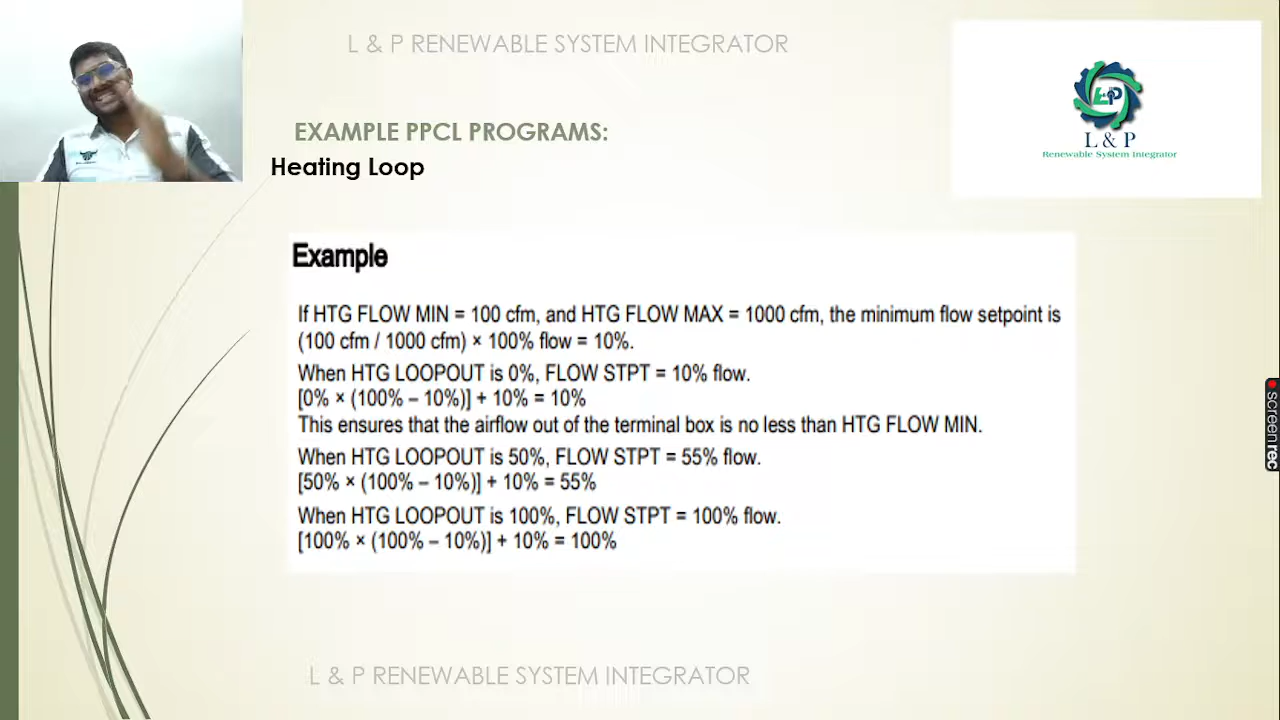 L & P RENEWABLE SYSTEM INTEGRATOR
L & P
Renewable System Integrator
EXAMPLE PPCL PROGRAMS:
Heating Loop
Example
If HTG FLOW MIN = 100 cfm, and HTG FLOW MAX = 1000 cfm, the minimum flow setpoint is
(100 cfm / 1000 cfm) × 100% flow = 10%.
When HTG LOOPOUT is 0%, FLOW STPT = 10% flow.
[0% × (100% – 10%)] + 10% = 10%
This ensures that the airflow out of the terminal box is no less than HTG FLOW MIN.
When HTG LOOPOUT is 50%, FLOW STPT = 55% flow.
[50% × (100% – 10%)] + 10% = 55%
When HTG LOOPOUT is 100%, FLOW STPT = 100% flow.
[100% × (100% – 10%)] + 10% = 100%
screenrec
L & P RENEWABLE SYSTEM INTEGRATOR